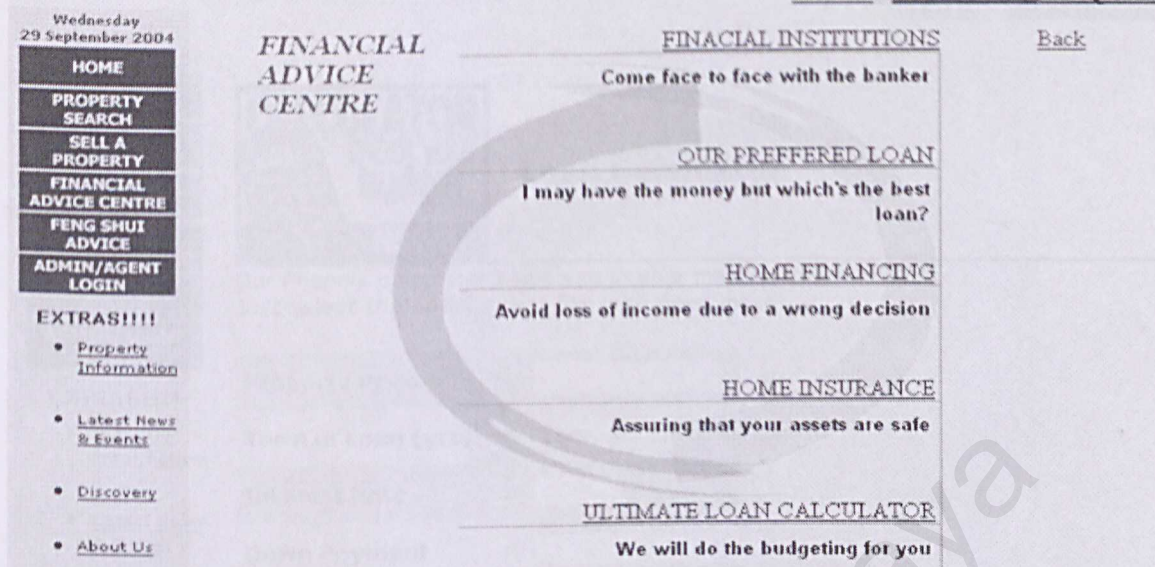 Wednesday
29 September 2004
HOME
PROPERTY
SEARCH
SELL A
PROPERTY
FINANCIAL
ADVICE CENTRE
FENG SHUI
ADVICE
ADMIN/AGENT
LOGIN
EXTRAS!!!!
• Property
Information
• Latest News
& Events
• Discovery
• About Us
FINANCIAL
ADVICE
CENTRE
FINACIAL INSTITUTIONS
Come face to face with the banker
OUR PREFFERED LOAN
I may have the money but which's the best
loan?
HOME FINANCING
Avoid loss of income due to a wrong decision
HOME INSURANCE
Assuring that your assets are safe
ULTIMATE LOAN CALCULATOR
We will do the budgeting for you
Back